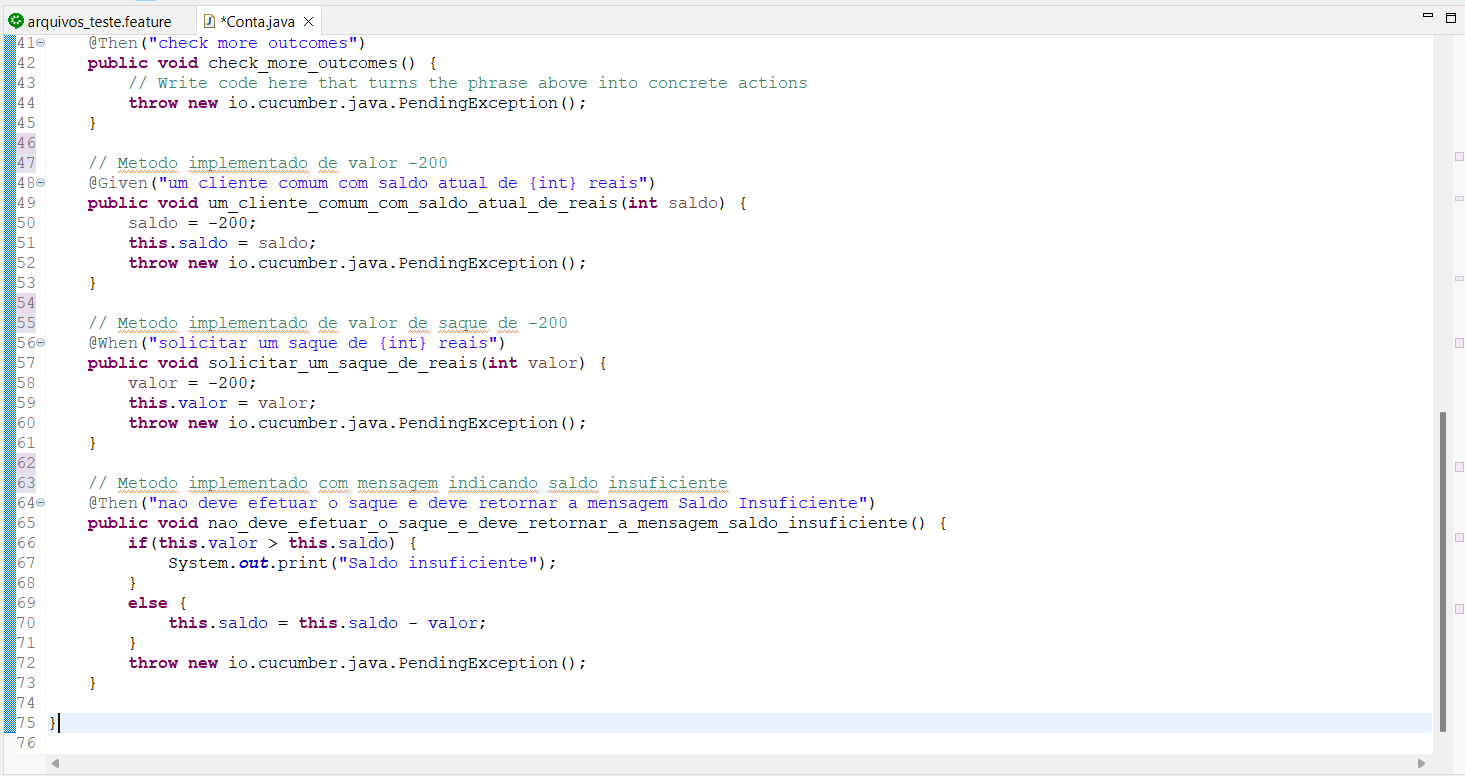 arquivos_teste.feature *Conta.java
41 @Then("check more outcomes")
42 public void check_more_outcomes() {
43 // Write code here that turns the phrase above into concrete actions
44 throw new io.cucumber.java.PendingException();
45 }
46
47 // Metodo implementado de valor -200
48 @Given("um cliente comum com saldo atual de {int} reais")
49 public void um_cliente_comum_com_saldo_atual_de_reais(int saldo) {
50 saldo = -200;
51 this.saldo = saldo;
52 throw new io.cucumber.java.PendingException();
53 }
54
55 // Metodo implementado de valor de saque de -200
56 @When("solicitar um saque de {int} reais")
57 public void solicitar_um_saque_de_reais(int valor) {
58 valor = -200;
59 this.valor = valor;
60 throw new io.cucumber.java.PendingException();
61 }
62
63 // Metodo implementado com mensagem indicando saldo insuficiente
64 @Then("nao deve efetuar o saque e deve retornar a mensagem Saldo Insuficiente")
65 public void nao_deve_efetuar_o_saque_e_deve_retornar_a_mensagem_saldo_insuficiente() {
66 if(this.valor > this.saldo) {
67 System.out.print("Saldo insuficiente");
68 }
69 else {
70 this.saldo = this.saldo - valor;
71 }
72 throw new io.cucumber.java.PendingException();
73 }
74
75 }
76